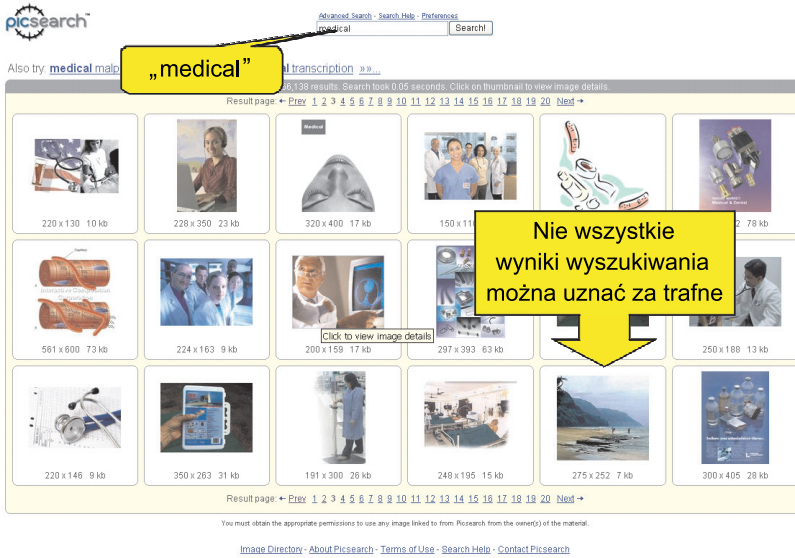 picsearch™
Advanced Search - Search Help - Preferences
medical
Search!
„medical”
Also try: medical malp
al transcription »»...
6,138 results. Search took 0.05 seconds. Click on thumbnail to view image details.
Result page: ← Prev 1 2 3 4 5 6 7 8 9 10 11 12 13 14 15 16 17 18 19 20 Next →
Medical
Medical & Dental
220 x 130 10 kb
228 x 350 23 kb
320 x 400 17 kb
150 x 11
78 kb
Nie wszystkie
wyniki wyszukiwania
można uznać za trafne
Click to view image details
561 x 600 73 kb
224 x 163 9 kb
200 x 159 17 kb
297 x 393 63 kb
250 x 188 13 kb
220 x 146 9 kb
350 x 263 31 kb
191 x 300 26 kb
248 x 195 15 kb
275 x 252 7 kb
300 x 405 28 kb
Result page: ← Prev 1 2 3 4 5 6 7 8 9 10 11 12 13 14 15 16 17 18 19 20 Next →
You must obtain the appropriate permissions to use any image linked to from Picsearch from the owner(s) of the material.
Image Directory - About Picsearch - Terms of Use - Search Help - Contact Picsearch